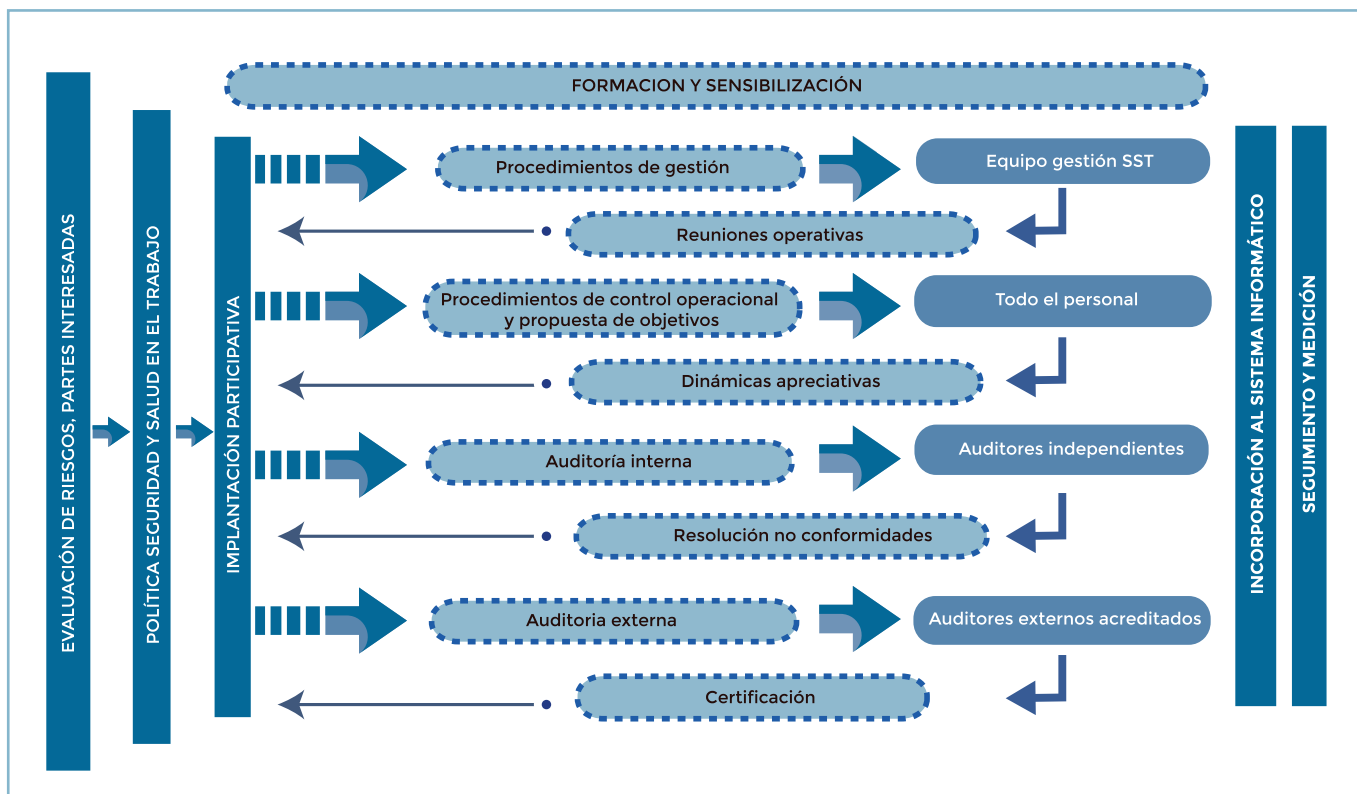 FORMACION Y SENSIBILIZACIÓN
EVALUACIÓN DE RIESGOS, PARTES INTERESADAS
POLÍTICA SEGURIDAD Y SALUD EN EL TRABAJO
IMPLANTACIÓN PARTICIPATIVA
Procedimientos de gestión
Equipo gestión SST
Reuniones operativas
Procedimientos de control operacional
y propuesta de objetivos
Todo el personal
Dinámicas apreciativas
Auditoría interna
Auditores independientes
Resolución no conformidades
Auditoria externa
Auditores externos acreditados
Certificación
INCORPORACIÓN AL SISTEMA INFORMÁTICO
SEGUIMIENTO Y MEDICIÓN